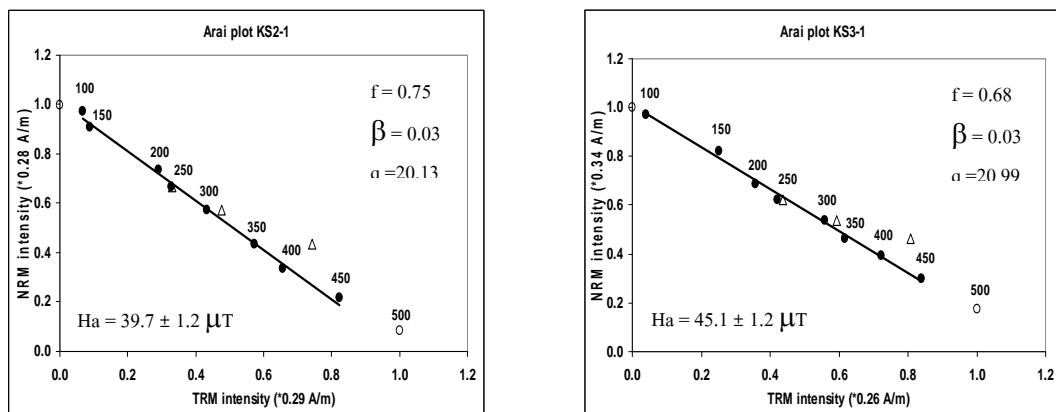 Arai plot KS2-1
1.2
1.0
0.8
0.6
0.4
0.2
0.0
NRM intensity (*0.28 A/m)
100
150
200
250
300
350
400
450
500
f = 0.75
β = 0.03
q =20.13
Ha = 39.7 ± 1.2 μT
0.0 0.2 0.4 0.6 0.8 1.0 1.2
TRM intensity (*0.29 A/m)
Arai plot KS3-1
1.2
1.0
0.8
0.6
0.4
0.2
0.0
NRM intensity (*0.34 A/m)
100
150
200
250
300
350
400
450
500
f = 0.68
β = 0.03
q =20.99
Ha = 45.1 ± 1.2 μT
0.0 0.2 0.4 0.6 0.8 1.0 1.2
TRM intensity (*0.26 A/m)